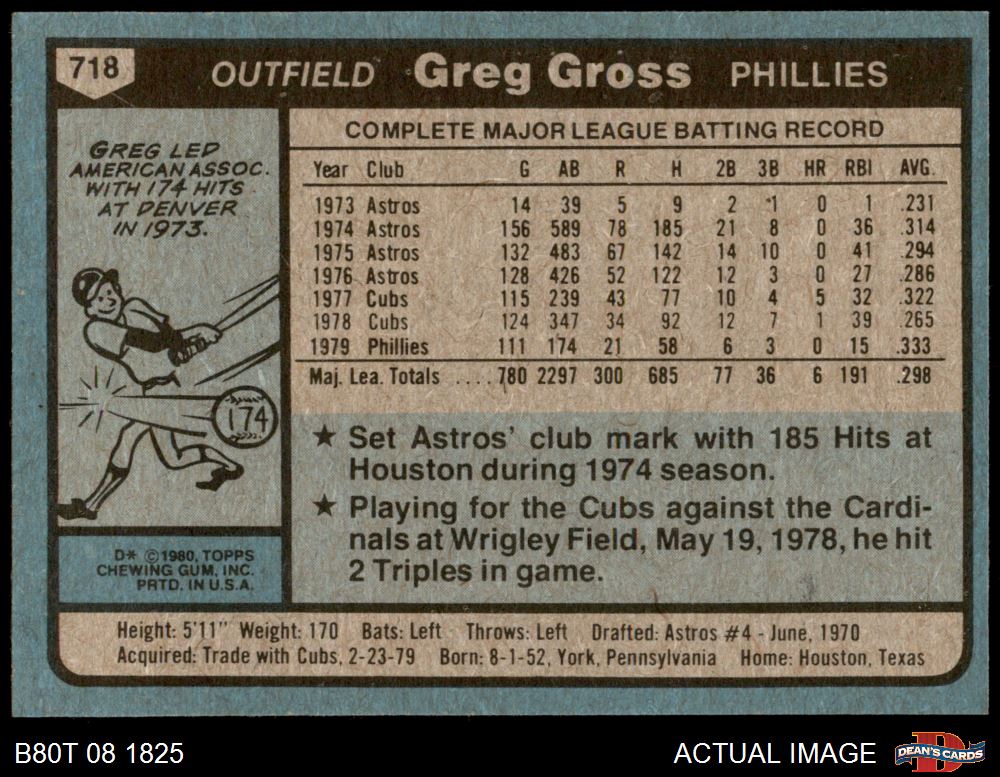 718
OUTFIELD Greg Gross PHILLIES
GREG LED
AMERICAN ASSOC.
WITH 174 HITS
AT DENVER
IN 1973.
174
D* ©1980, TOPPS
CHEWING GUM, INC.
PRTD. IN U.S.A.
COMPLETE MAJOR LEAGUE BATTING RECORD
Year Club G AB R H 2B 3B HR RBI AVG.
1973 Astros 14 39 5 9 2 1 0 1 .231
1974 Astros 156 589 78 185 21 8 0 36 .314
1975 Astros 132 483 67 142 14 10 0 41 .294
1976 Astros 128 426 52 122 12 3 0 27 .286
1977 Cubs 115 239 43 77 10 4 5 32 .322
1978 Cubs 124 347 34 92 12 7 1 39 .265
1979 Phillies 111 174 21 58 6 3 0 15 .333
Maj. Lea. Totals ....780 2297 300 685 77 36 6 191 .298
★ Set Astros' club mark with 185 Hits at
Houston during 1974 season.
★ Playing for the Cubs against the Cardi-
nals at Wrigley Field, May 19, 1978, he hit
2 Triples in game.
Height: 5'11" Weight: 170 Bats: Left Throws: Left Drafted: Astros #4 - June, 1970
Acquired: Trade with Cubs, 2-23-79 Born: 8-1-52, York, Pennsylvania Home: Houston, Texas
B80T 08 1825
ACTUAL IMAGE
D
DEAN'S CARDS